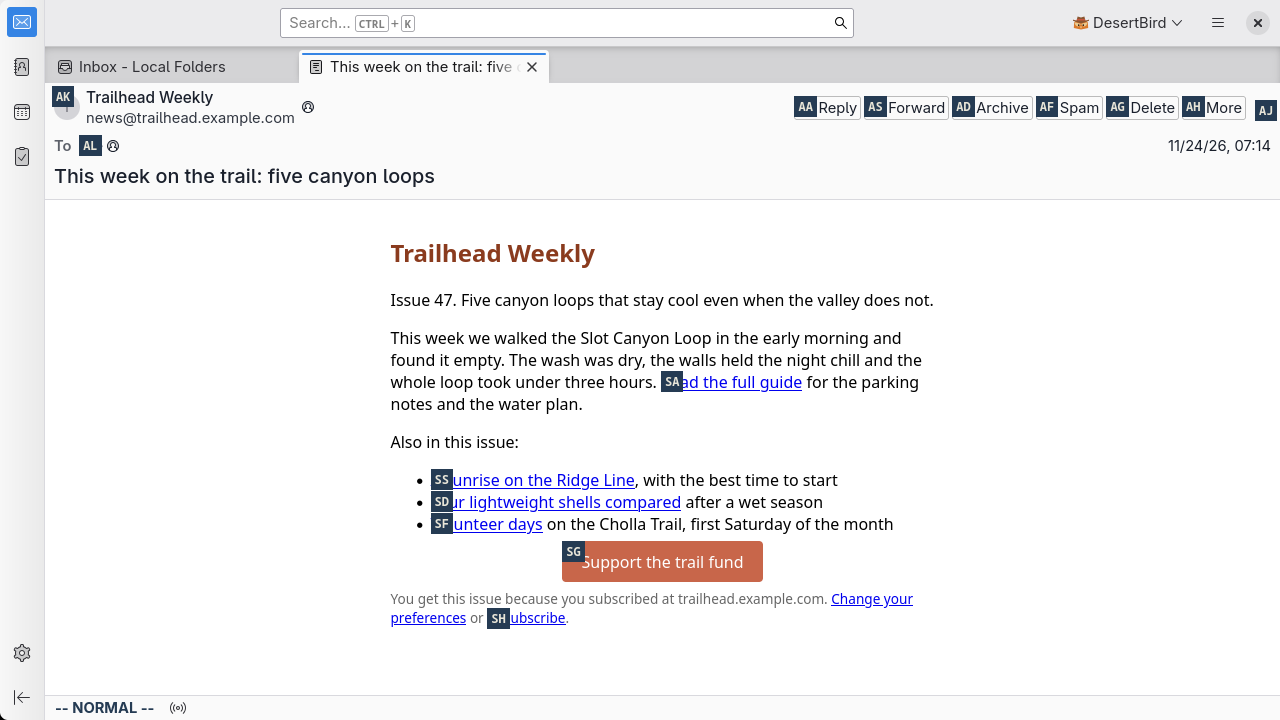 Search... CTRL + K
DesertBird
Inbox - Local Folders
This week on the trail: five
AK Trailhead Weekly
news@trailhead.example.com
AA Reply AS Forward AD Archive AF Spam AG Delete AH More AJ
To AL
11/24/26, 07:14
This week on the trail: five canyon loops
Trailhead Weekly
Issue 47. Five canyon loops that stay cool even when the valley does not.
This week we walked the Slot Canyon Loop in the early morning and
found it empty. The wash was dry, the walls held the night chill and the
whole loop took under three hours. SA ad the full guide for the parking
notes and the water plan.
Also in this issue:
• SS unrise on the Ridge Line, with the best time to start
• SD ur lightweight shells compared after a wet season
• SF unteer days on the Cholla Trail, first Saturday of the month
SG Support the trail fund
You get this issue because you subscribed at trailhead.example.com. Change your
preferences or SH ubscribe.
-- NORMAL --